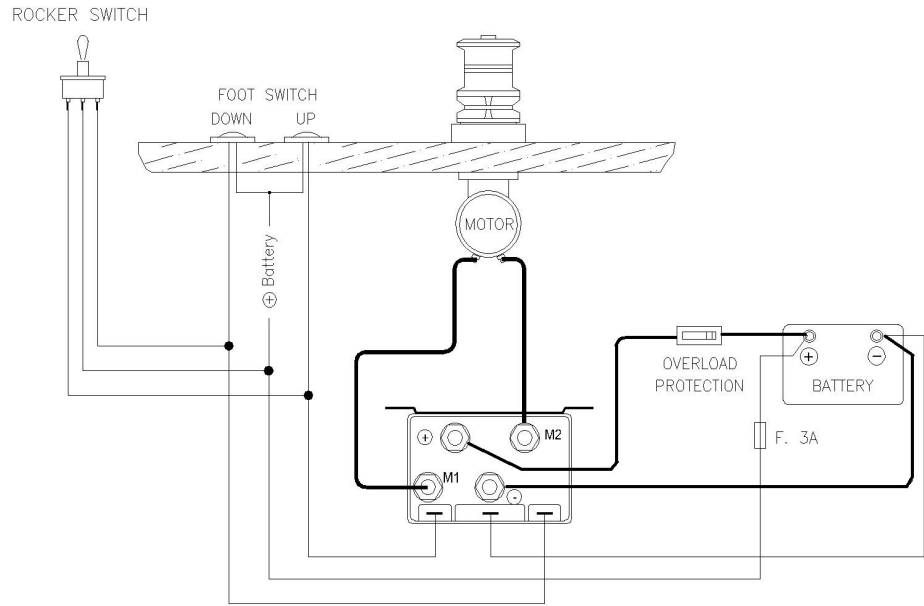 ROCKER SWITCH
FOOT SWITCH
DOWN UP
MOTOR
+ Battery
OVERLOAD
PROTECTION
+ −
BATTERY
F. 3A
+ M2
M1
-